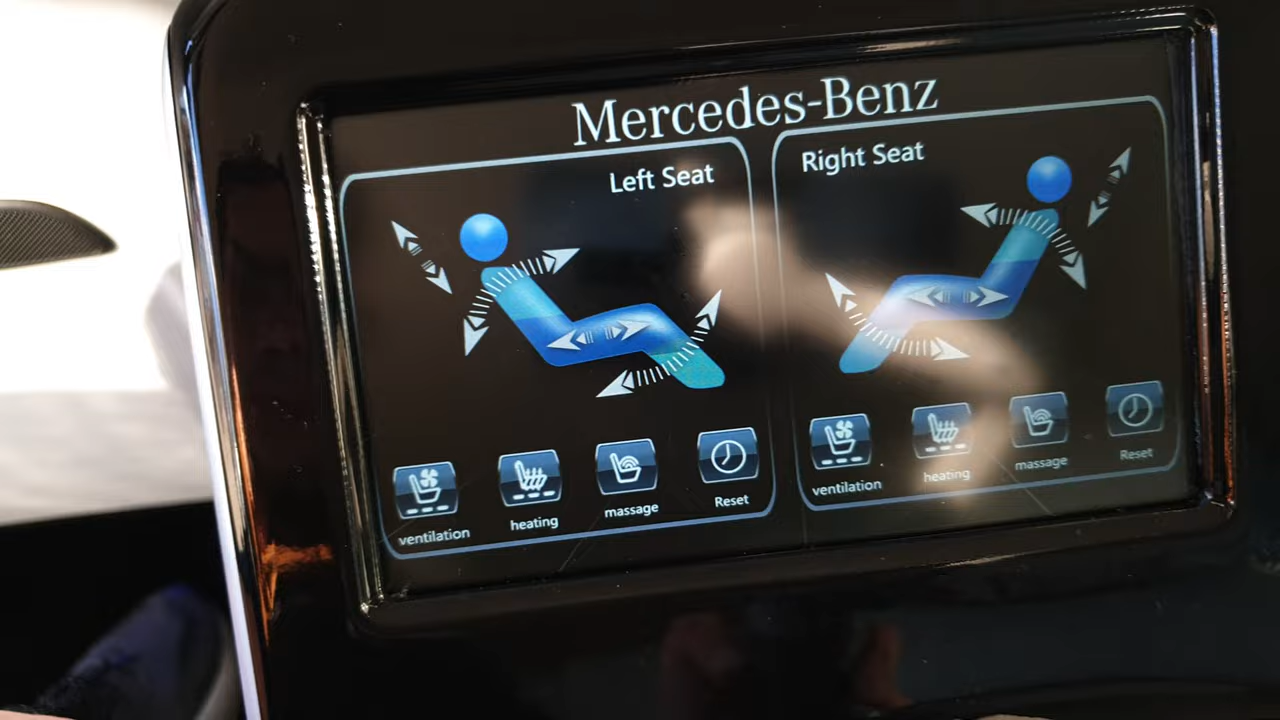 Mercedes-Benz
Left Seat
ventilation
heating
massage
Reset
Right Seat
ventilation
heating
massage
Reset